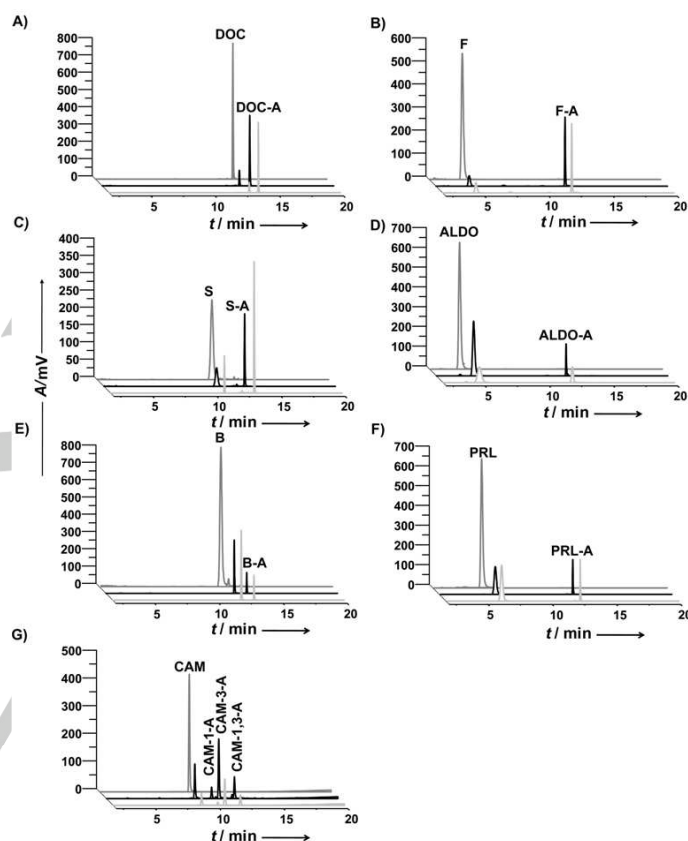 A)
DOC
DOC-A
800
700
600
500
400
300
200
100
0
5
10
15
20
t / min
B)
F
F-A
600
500
400
300
200
100
0
5
10
15
20
t / min
C)
S
S-A
400
350
300
250
200
150
100
50
0
5
10
15
20
t / min
D)
ALDO
ALDO-A
700
600
500
400
300
200
100
0
5
10
15
20
t / min
A/mV
E)
B
B-A
800
700
600
500
400
300
200
100
0
5
10
15
20
t / min
F)
PRL
PRL-A
700
600
500
400
300
200
100
0
5
10
15
20
t / min
G)
CAM
CAM-1-A
CAM-3-A
CAM-1,3-A
500
400
300
200
100
0
5
10
15
20
t / min